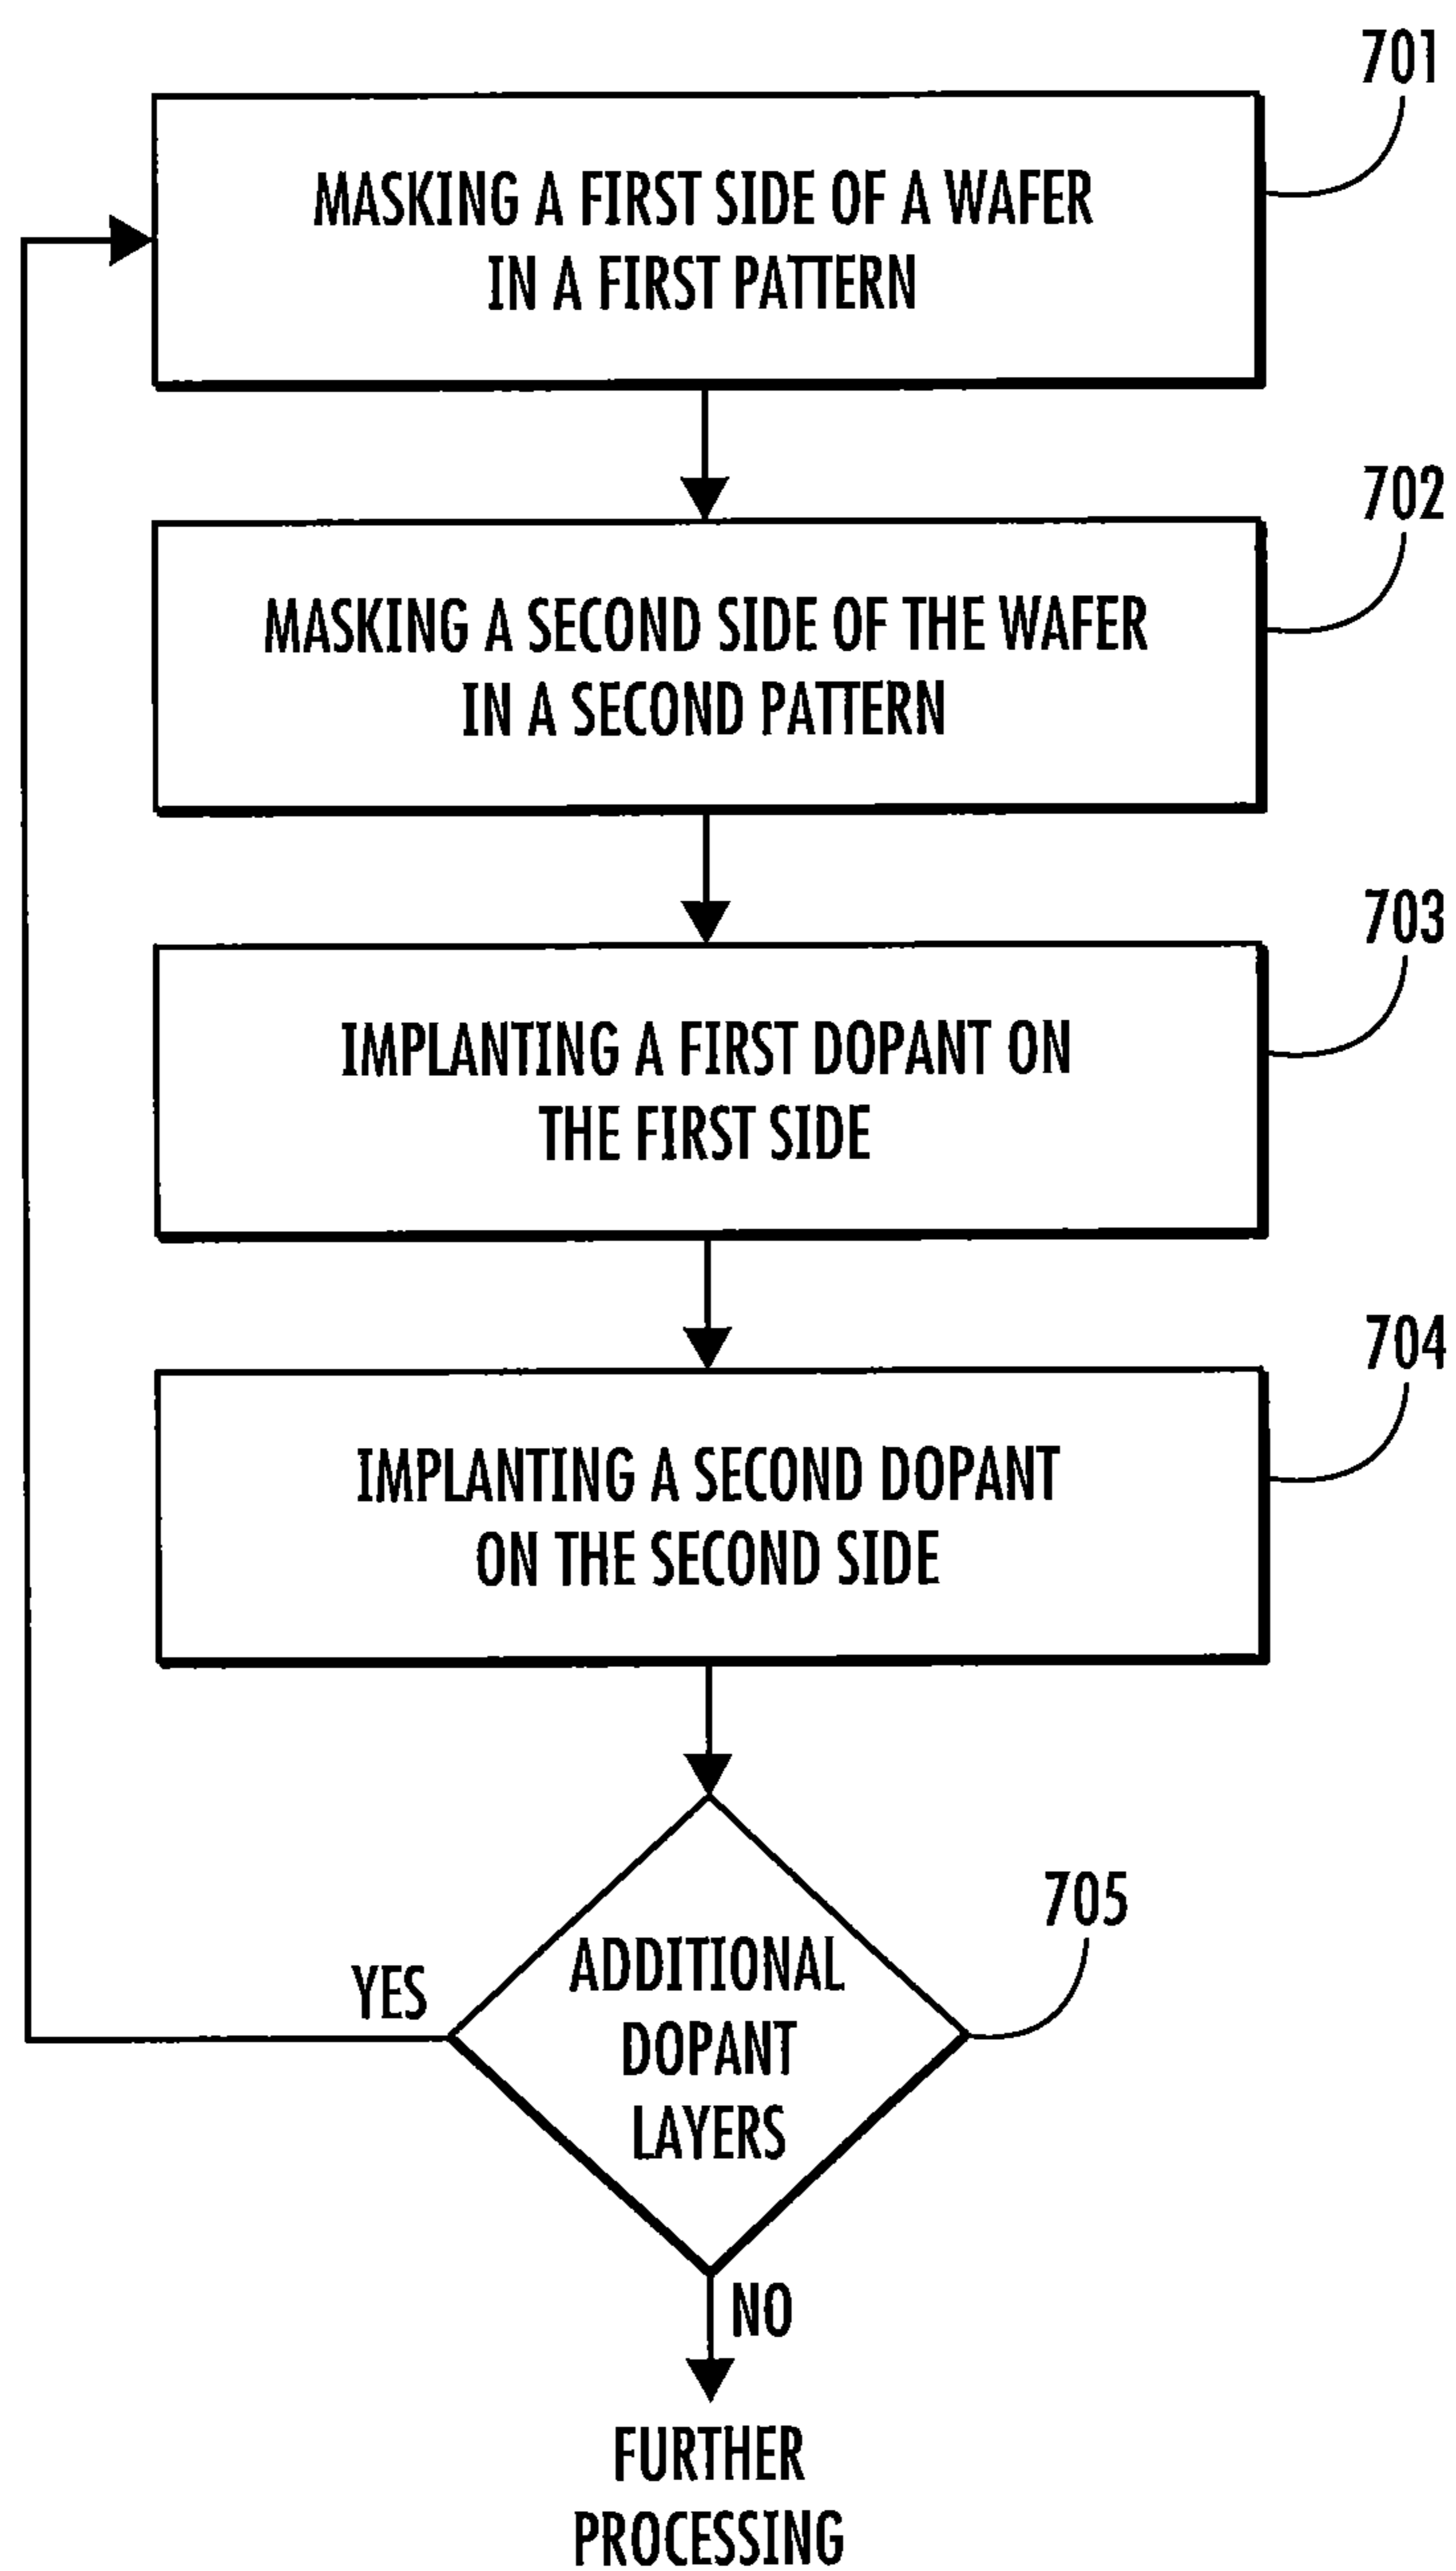 701
MASKING A FIRST SIDE OF A WAFER
IN A FIRST PATTERN
702
MASKING A SECOND SIDE OF THE WAFER
IN A SECOND PATTERN
703
IMPLANTING A FIRST DOPANT ON
THE FIRST SIDE
704
IMPLANTING A SECOND DOPANT
ON THE SECOND SIDE
705
YES
ADDITIONAL
DOPANT
LAYERS
NO
FURTHER
PROCESSING